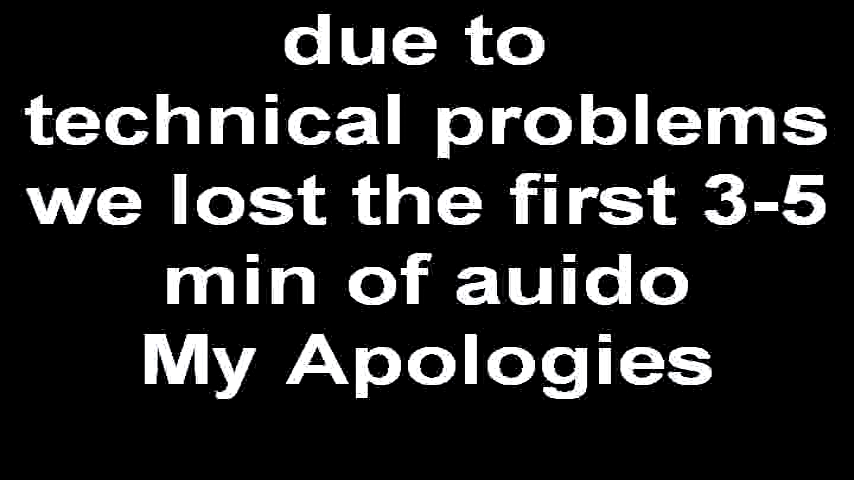 due to
technical problems
we lost the first 3-5
min of auido
My Apologies